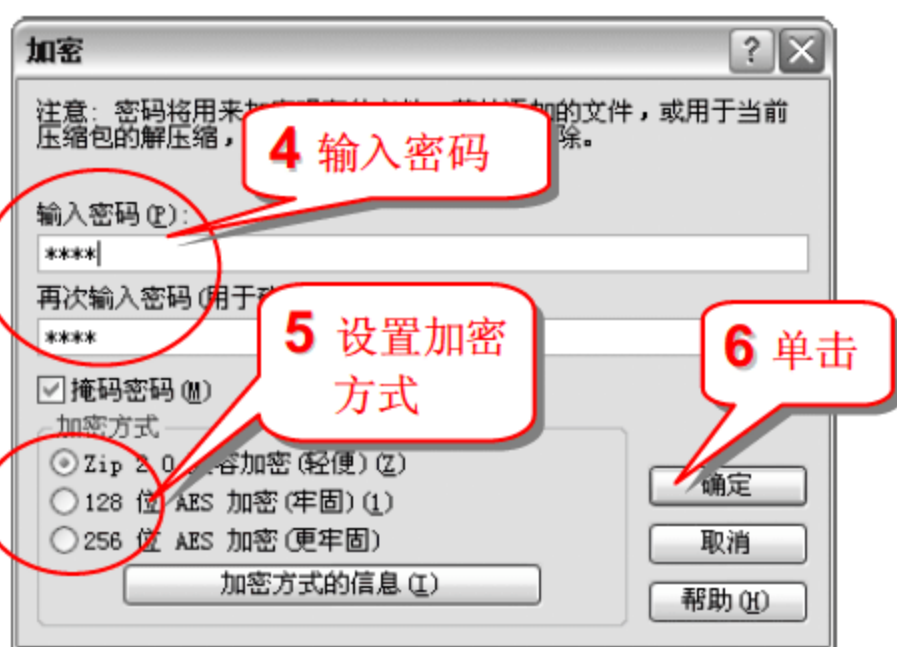 加密
注意: 密码将用来加密 的文件,或用于当前
压缩包的解压缩, 除。
4 输入密码
输入密码(P):
****
再次输入密码(用于
****
5 设置加密
方式
6 单击
掩码密码(M)
加密方式
Zip 2.0 容加密(轻便)(Z)
128 位 AES 加密(牢固)(1)
256 位 AES 加密(更牢固)
加密方式的信息(I)
确定
取消
帮助(H)